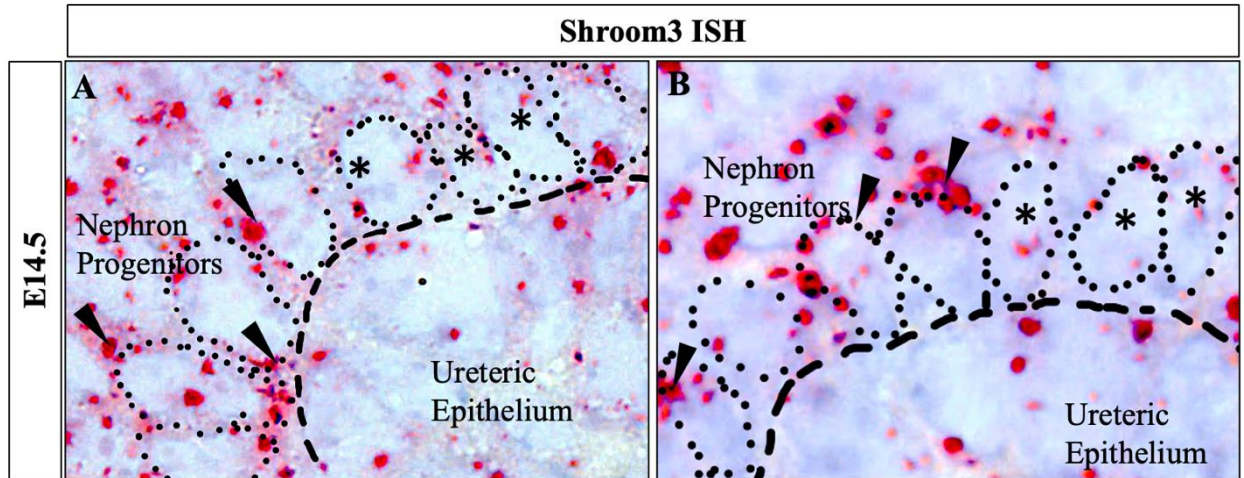 Shroom3 ISH
E14.5
A
Nephron
Progenitors
*
*
*
Ureteric
Epithelium
B
Nephron
Progenitors
*
*
*
Ureteric
Epithelium